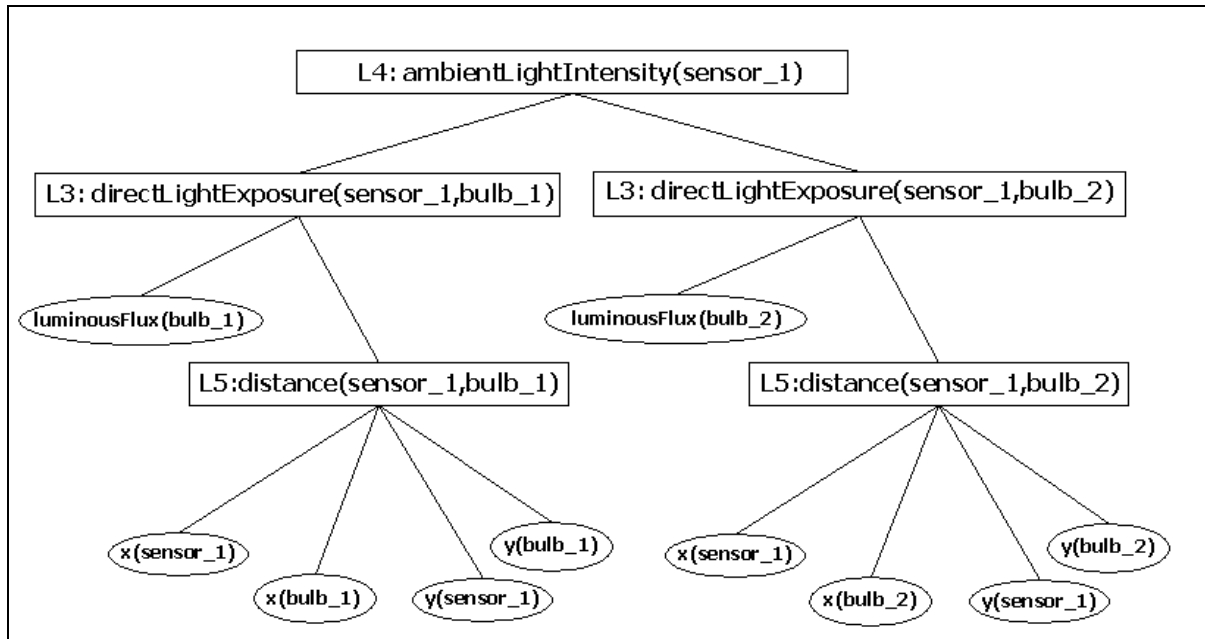 L4: ambientLightIntensity(sensor_1)
L3: directLightExposure(sensor_1,bulb_1)
L3: directLightExposure(sensor_1,bulb_2)
luminousFlux(bulb_1)
luminousFlux(bulb_2)
L5:distance(sensor_1,bulb_1)
L5:distance(sensor_1,bulb_2)
x(sensor_1)
x(bulb_1)
y(sensor_1)
y(bulb_1)
x(sensor_1)
x(bulb_2)
y(sensor_1)
y(bulb_2)